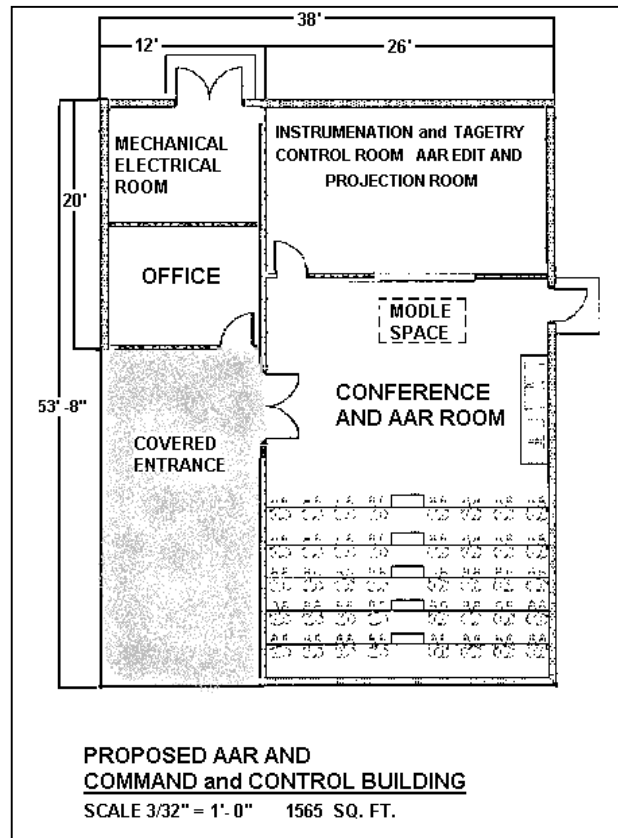 38'
12'
26'
MECHANICAL
ELECTRICAL
ROOM
INSTRUMENATION and TAGETRY
CONTROL ROOM AAR EDIT AND
PROJECTION ROOM
20'
OFFICE
MODLE
SPACE
53'-8"
CONFERENCE
AND AAR ROOM
COVERED
ENTRANCE
PROPOSED AAR AND
COMMAND and CONTROL BUILDING
SCALE 3/32" = 1'-0" 1565 SQ. FT.